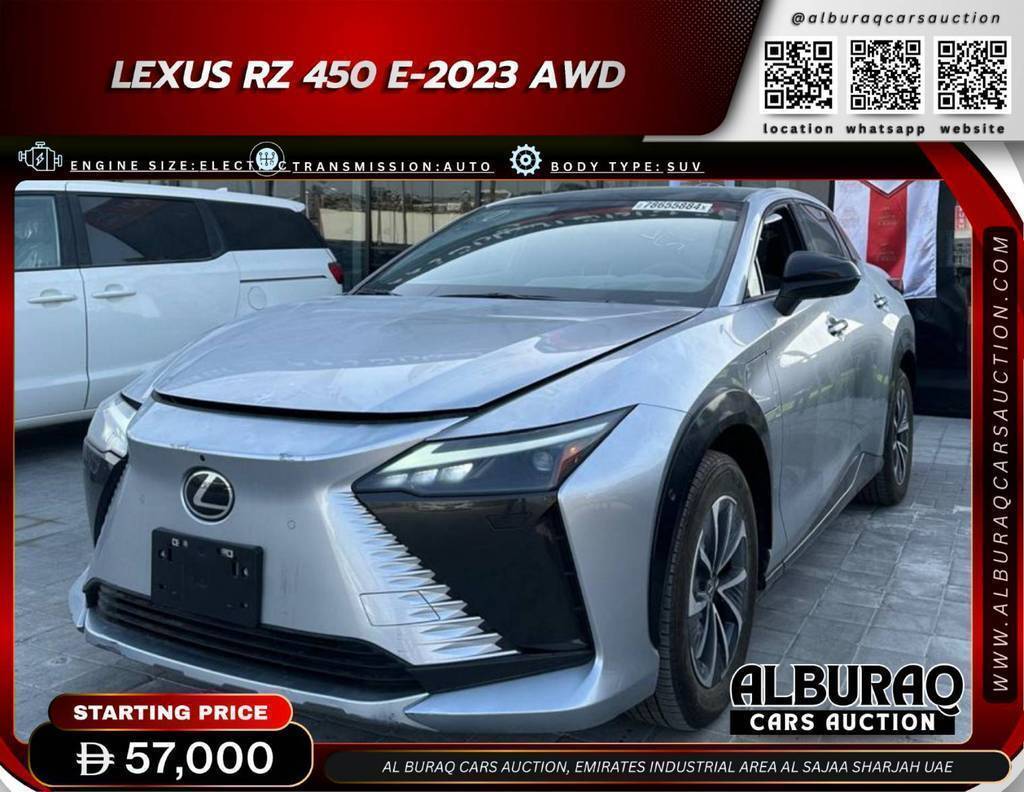 @alburaqcarsauction
LEXUS RZ 450 E-2023 AWD
location whatsapp website
ENGINE SIZE:ELECTRIC TRANSMISSION:AUTO BODY TYPE: SUV
78655884
WWW.ALBURAQCARSAUCTION.COM
ALBURAQ
CARS AUCTION
STARTING PRICE
57,000
AL BURAQ CARS AUCTION, EMIRATES INDUSTRIAL AREA AL SAJAA SHARJAH UAE